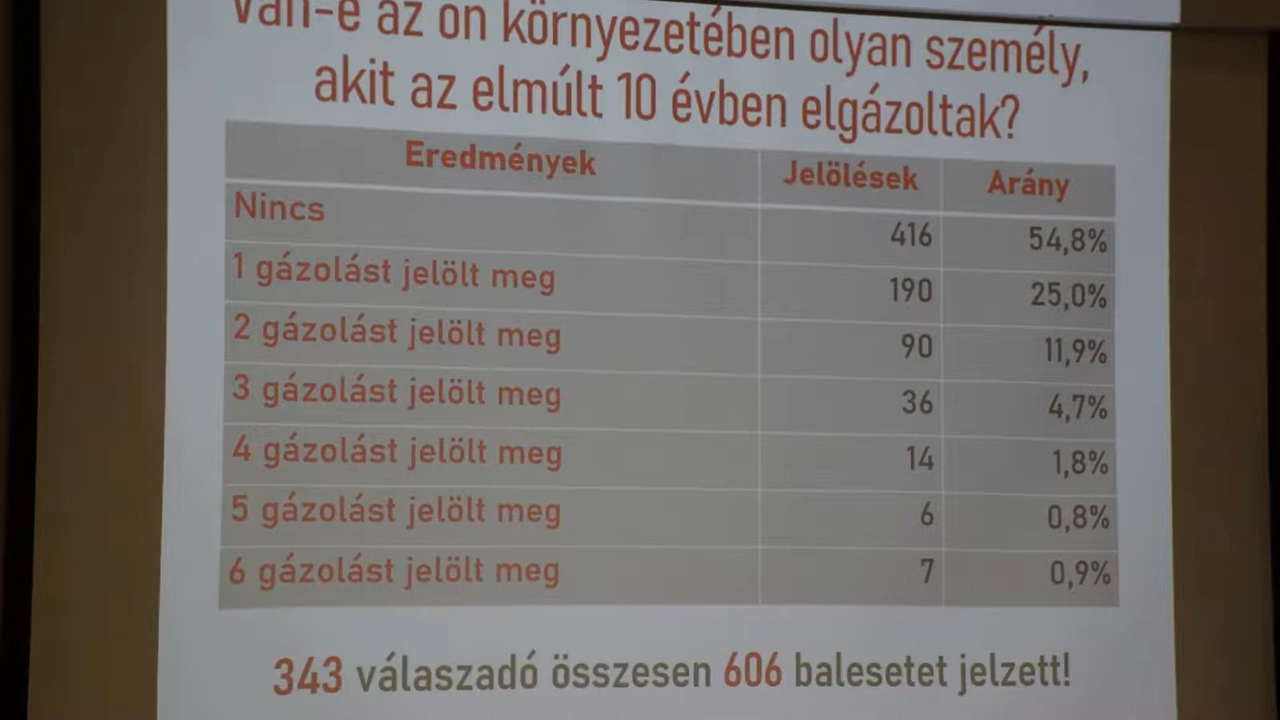 Van-e az ön környezetében olyan személy,
akit az elmúlt 10 évben elgázoltak?
Eredmények Jelölések Arány
Nincs 416 54,8%
1 gázolást jelölt meg 190 25,0%
2 gázolást jelölt meg 90 11,9%
3 gázolást jelölt meg 36 4,7%
4 gázolást jelölt meg 14 1,8%
5 gázolást jelölt meg 6 0,8%
6 gázolást jelölt meg 7 0,9%
343 válaszadó összesen 606 balesetet jelzett!